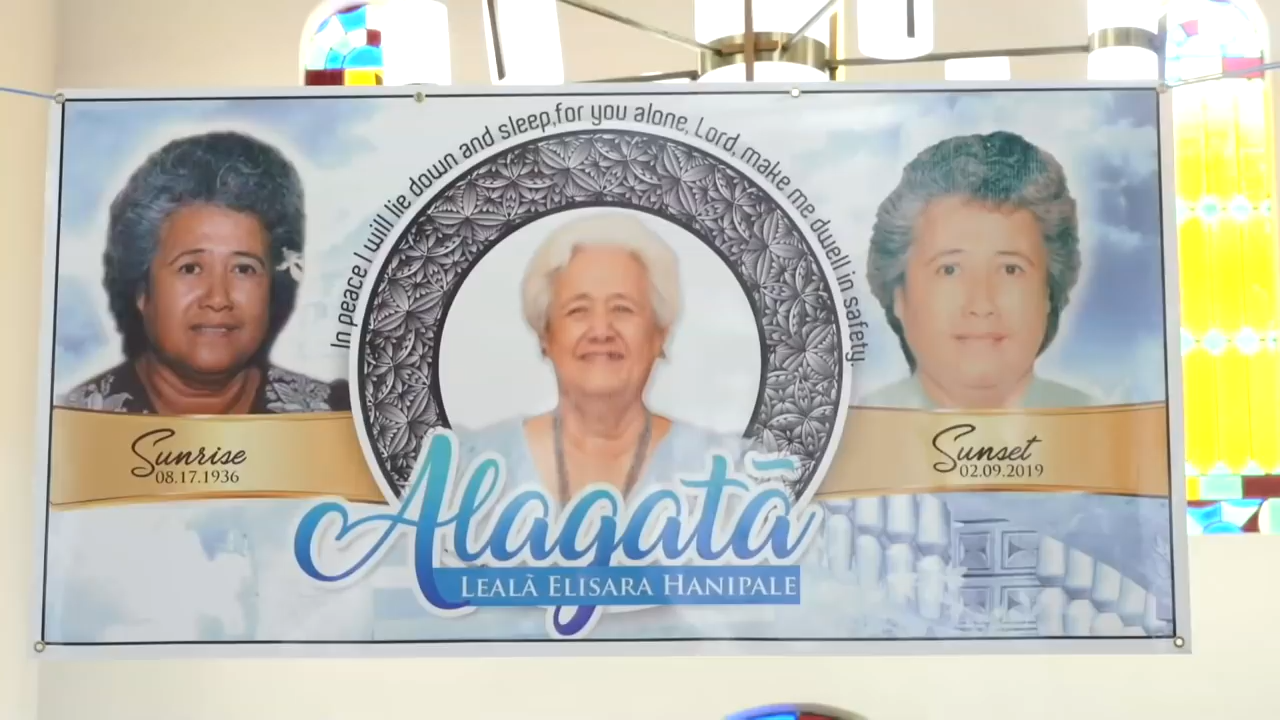 In peace I will lie down and sleep,for you alone, Lord, make me dwell in safety.
Sunrise
08.17.1936
Sunset
02.09.2019
Alagatā
LEALĀ ELISARA HANIPALE